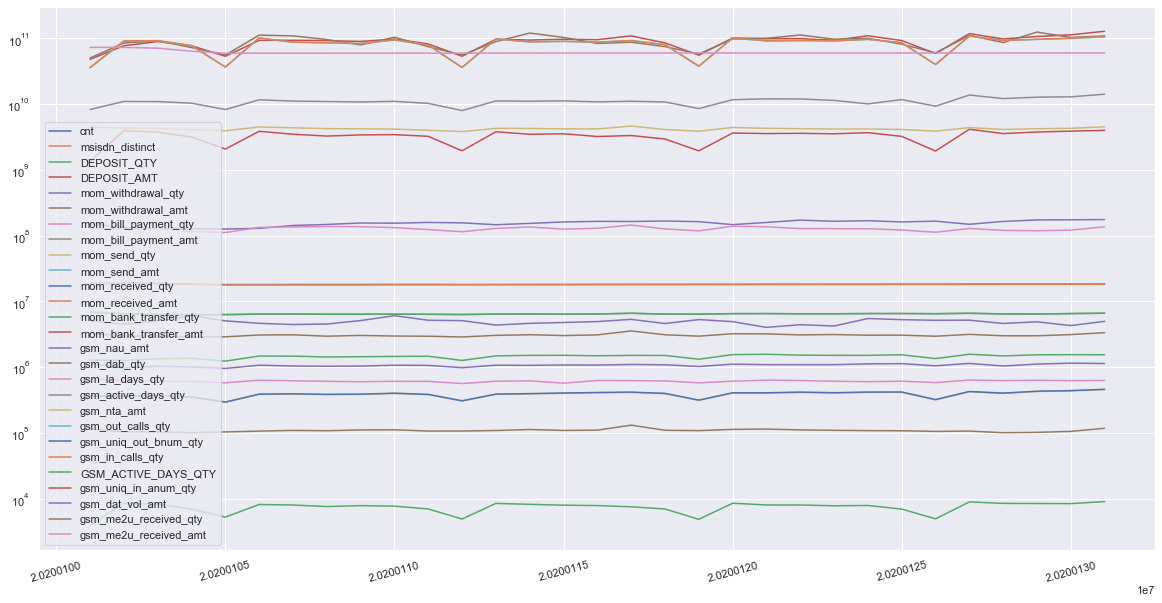 10^11
10^10
10^9
10^8
10^7
10^6
10^5
10^4
cnt
msisdn_distinct
DEPOSIT_QTY
DEPOSIT_AMT
mom_withdrawal_qty
mom_withdrawal_amt
mom_bill_payment_qty
mom_bill_payment_amt
mom_send_qty
mom_send_amt
mom_received_qty
mom_received_amt
mom_bank_transfer_qty
mom_bank_transfer_amt
gsm_nau_amt
gsm_dab_qty
gsm_la_days_qty
gsm_active_days_qty
gsm_nta_amt
gsm_out_calls_qty
gsm_uniq_out_bnum_qty
gsm_in_calls_qty
GSM_ACTIVE_DAYS_QTY
gsm_uniq_in_anum_qty
gsm_dat_vol_amt
gsm_me2u_received_qty
gsm_me2u_received_amt
2.0200100 2.0200105 2.0200110 2.0200115 2.0200120 2.0200125 2.0200130
1e7